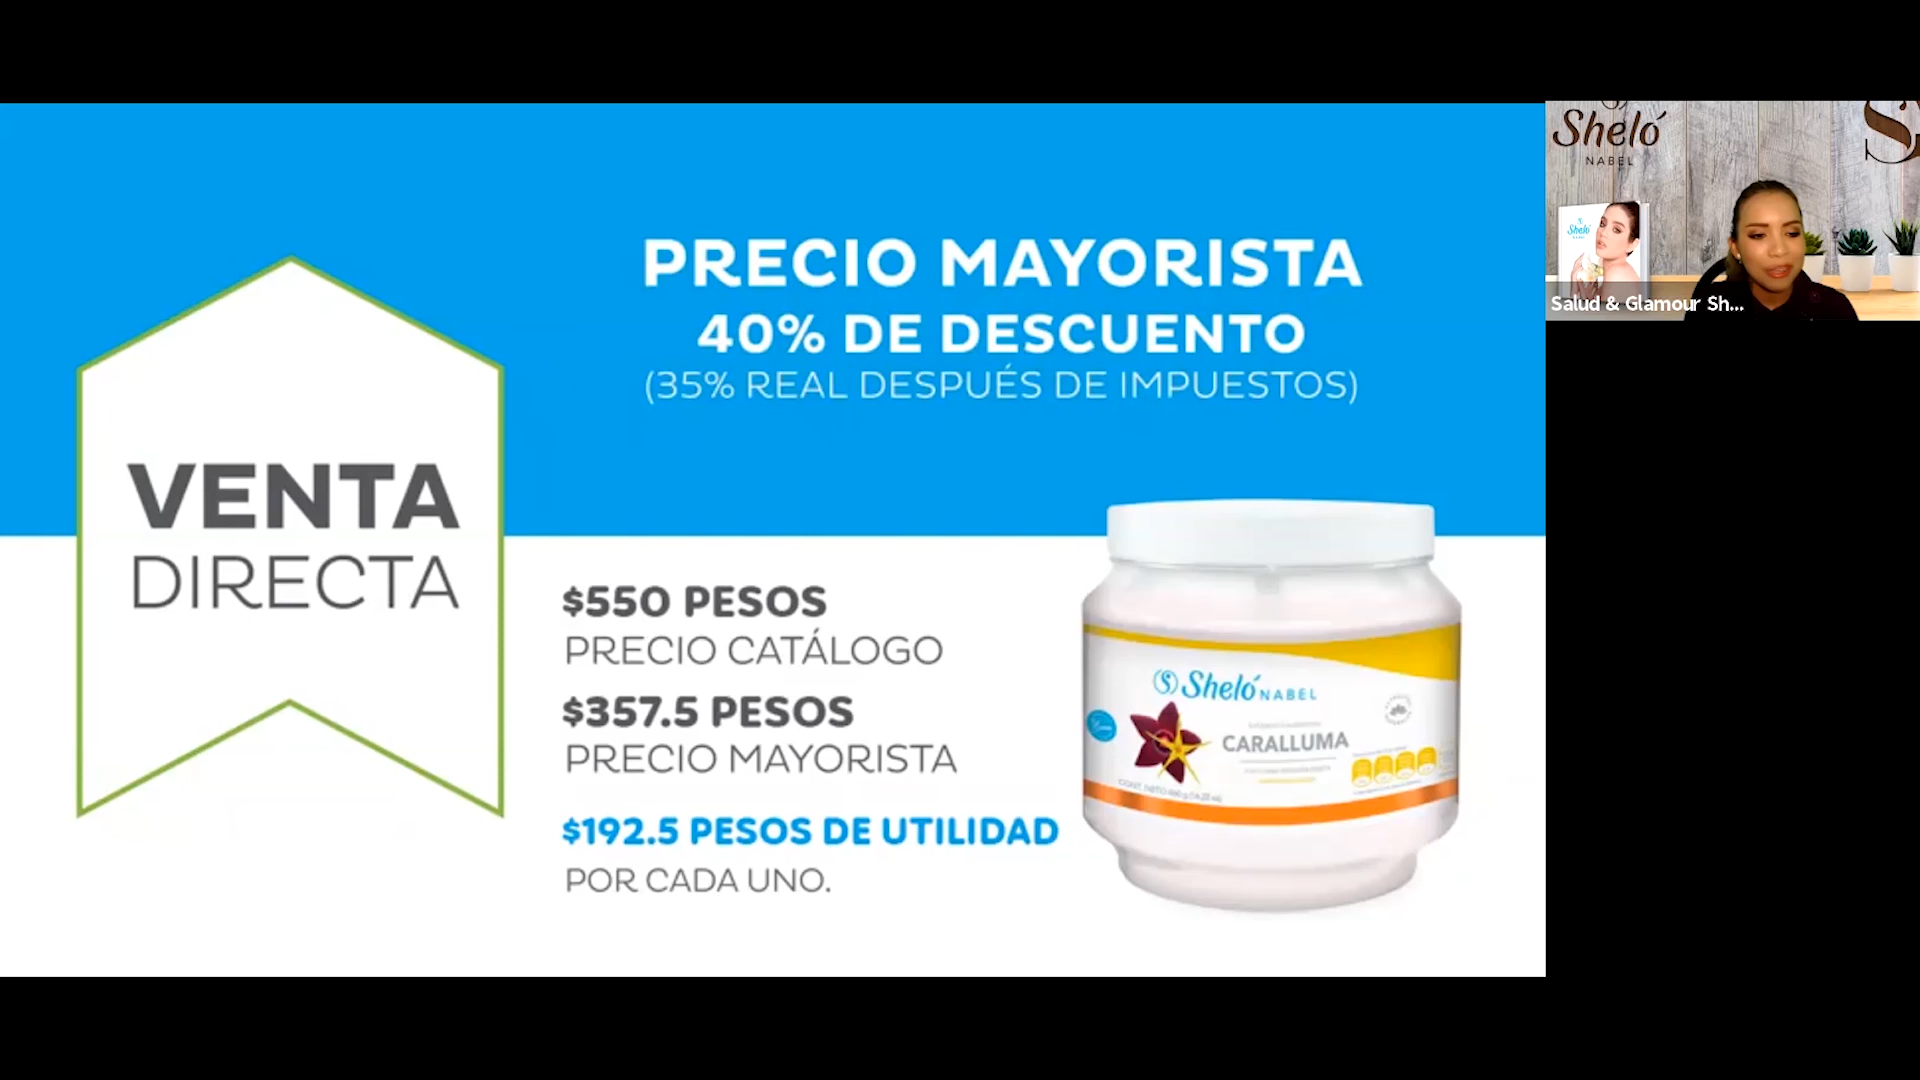 PRECIO MAYORISTA
40% DE DESCUENTO
(35% REAL DESPUÉS DE IMPUESTOS)
VENTA
DIRECTA
$550 PESOS
PRECIO CATÁLOGO
$357.5 PESOS
PRECIO MAYORISTA
$192.5 PESOS DE UTILIDAD
POR CADA UNO.
Sheló NABEL
CARALLUMA
Sheló
NABEL
Sheló
Salud & Glamour Sh...